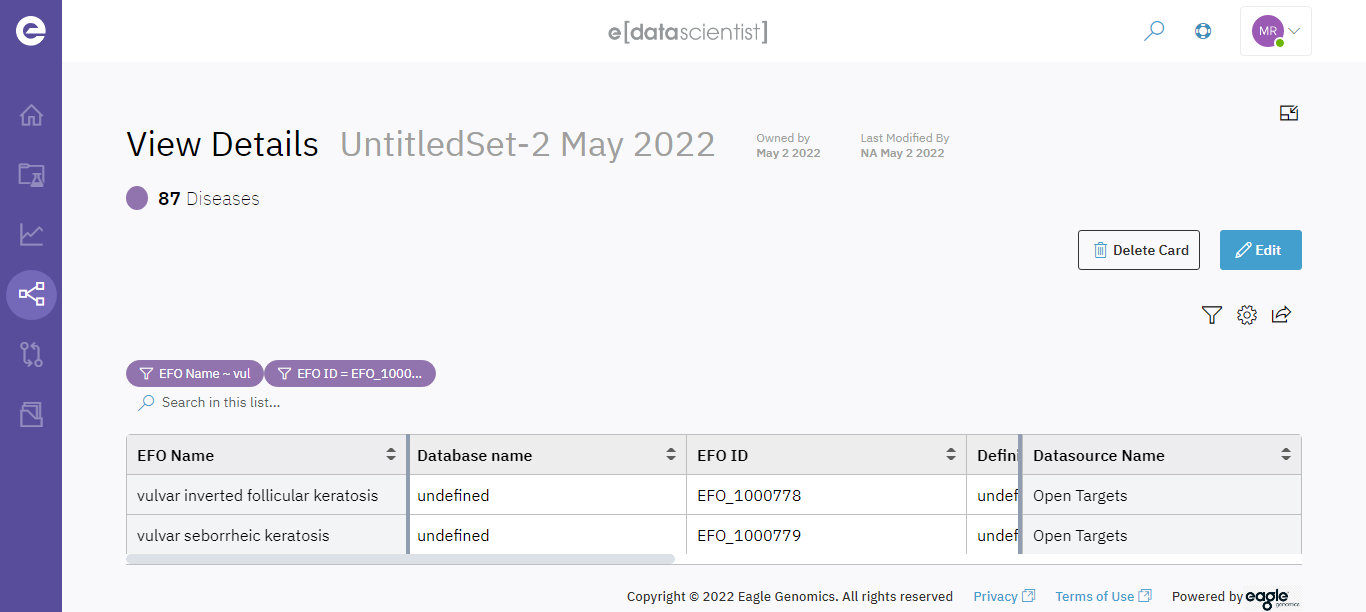 e e[datascientist] MR
View Details UntitledSet-2 May 2022 Owned by Last Modified By
May 2 2022 NA May 2 2022
87 Diseases
Delete Card Edit
EFO Name ~ vul EFO ID = EFO_1000...
Search in this list...
EFO Name Database name EFO ID Defini Datasource Name
vulvar inverted follicular keratosis undefined EFO_1000778 undef Open Targets
vulvar seborrheic keratosis undefined EFO_1000779 undef Open Targets
Copyright © 2022 Eagle Genomics. All rights reserved Privacy Terms of Use Powered by eagle genomics